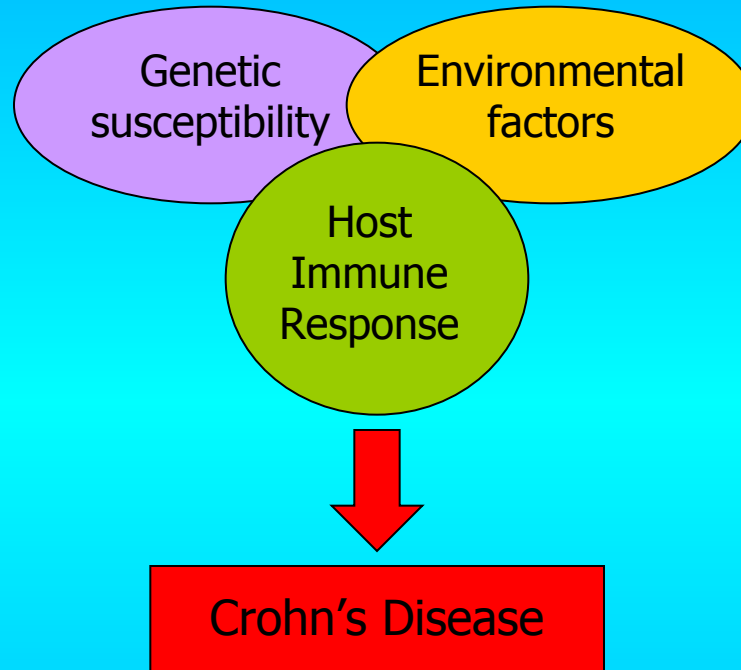 Genetic
susceptibility
Environmental
factors
Host
Immune
Response
Crohn’s Disease